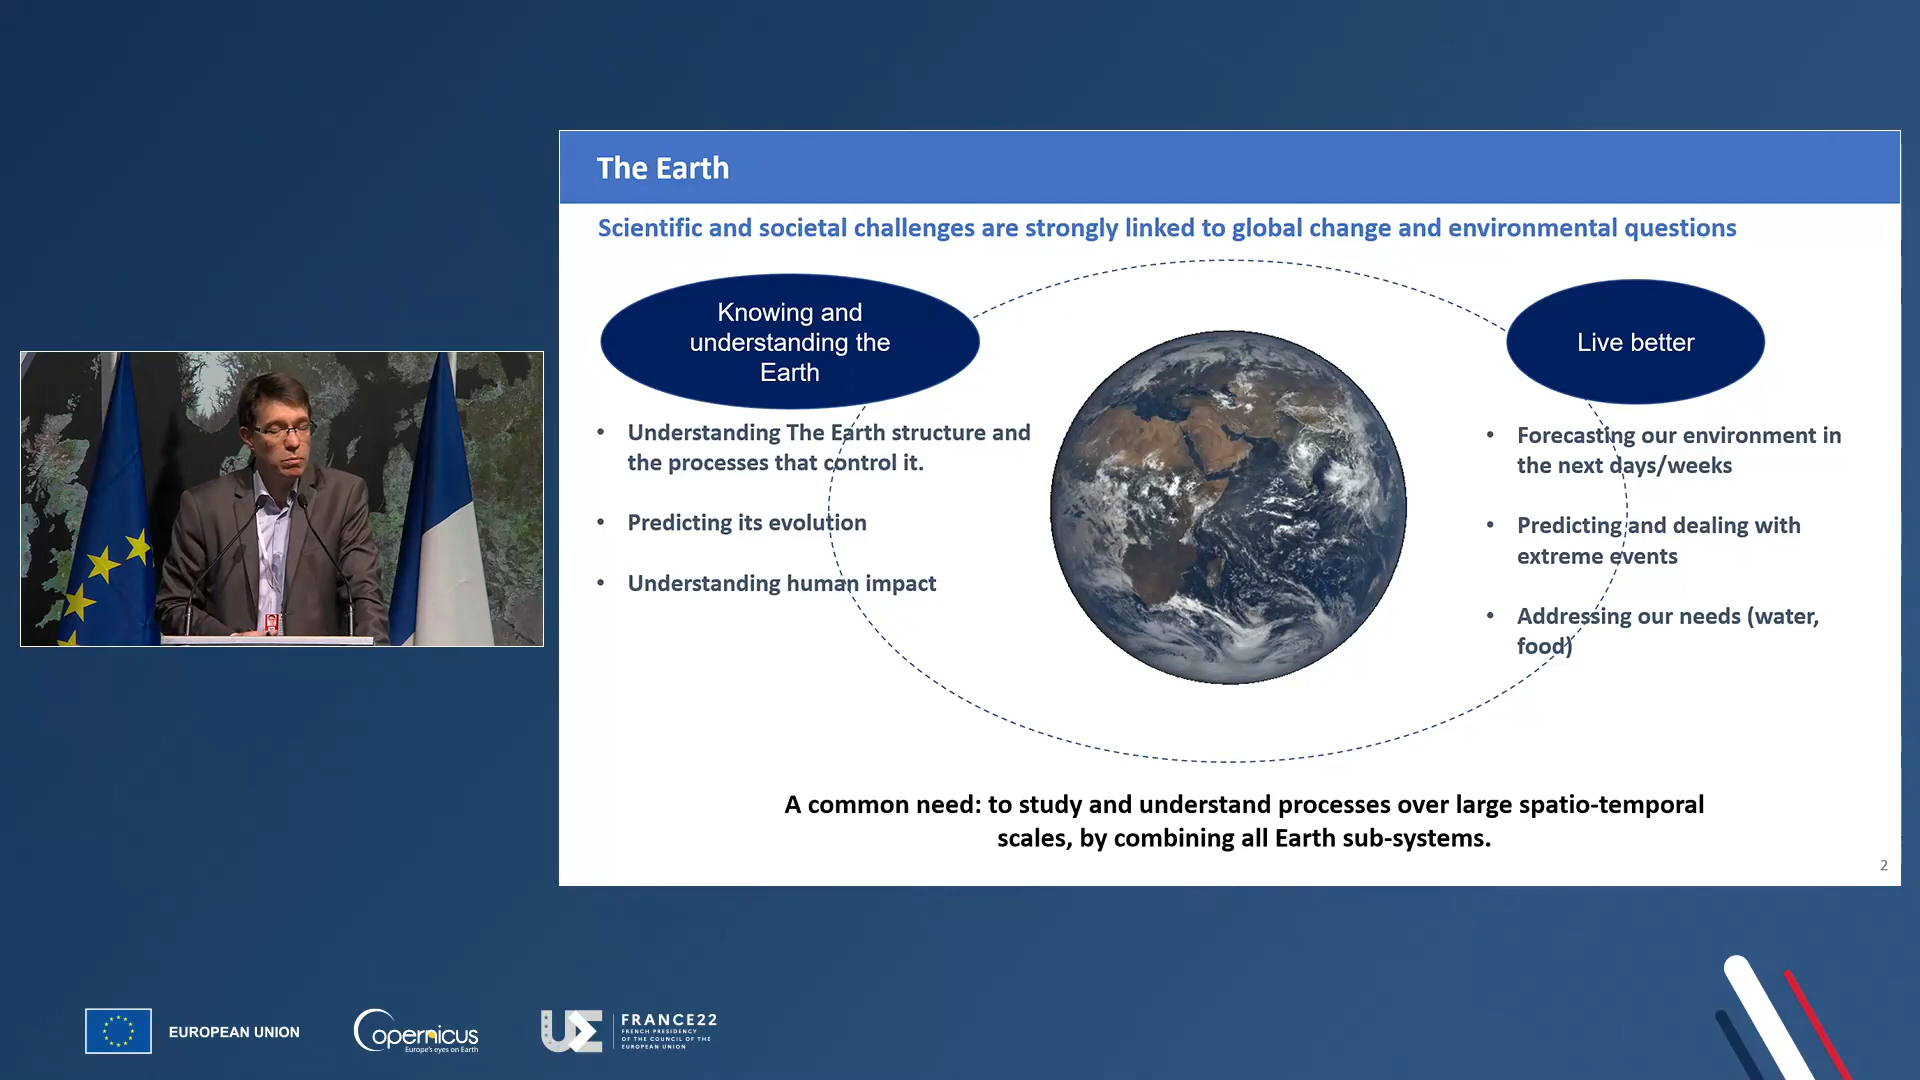 The Earth
Scientific and societal challenges are strongly linked to global change and environmental questions
Knowing and
understanding the
Earth
• Understanding The Earth structure and
the processes that control it.
• Predicting its evolution
• Understanding human impact
Live better
• Forecasting our environment in
the next days/weeks
• Predicting and dealing with
extreme events
• Addressing our needs (water,
food)
A common need: to study and understand processes over large spatio-temporal
scales, by combining all Earth sub-systems.
2
EUROPEAN UNION
opernicus
Europe's eyes on Earth
UE
FRANCE22
FRENCH PRESIDENCY
OF THE COUNCIL OF THE
EUROPEAN UNION